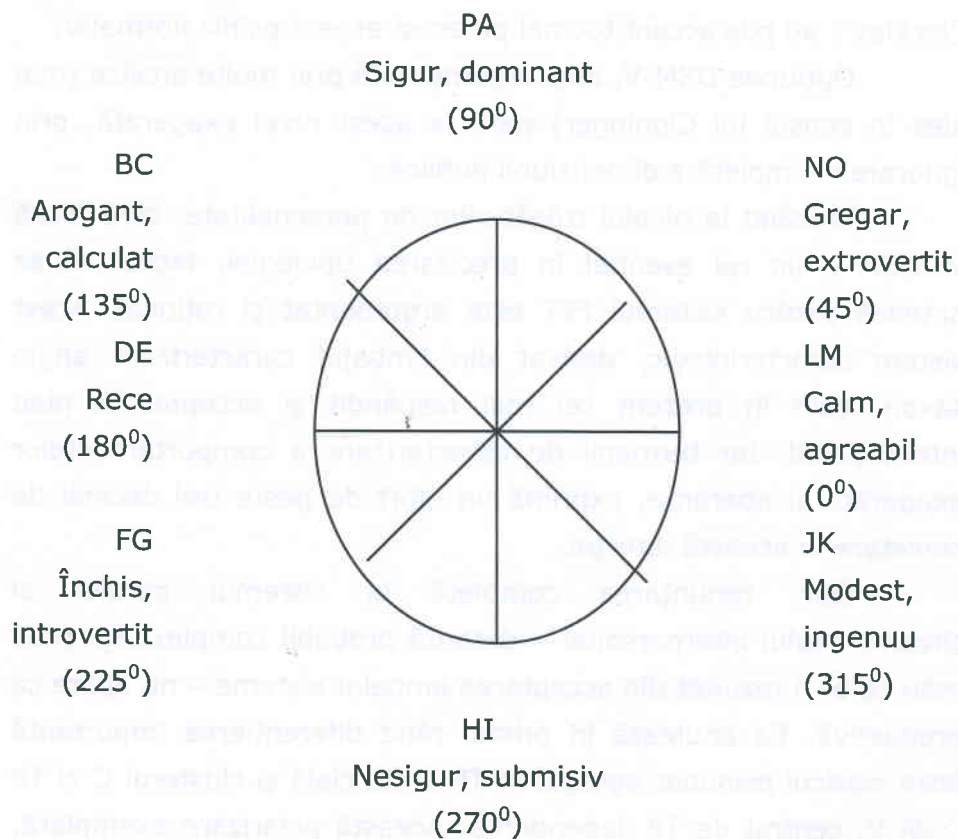 PA
Sigur, dominant
(90⁰)
BC
Arogant,
calculat
(135⁰)
DE
Rece
(180⁰)
FG
Închis,
introvertit
(225⁰)
NO
Gregar,
extrovertit
(45⁰)
LM
Calm,
agreabil
(0⁰)
JK
Modest,
ingenuu
(315⁰)
HI
Nesigur, submisiv
(270⁰)